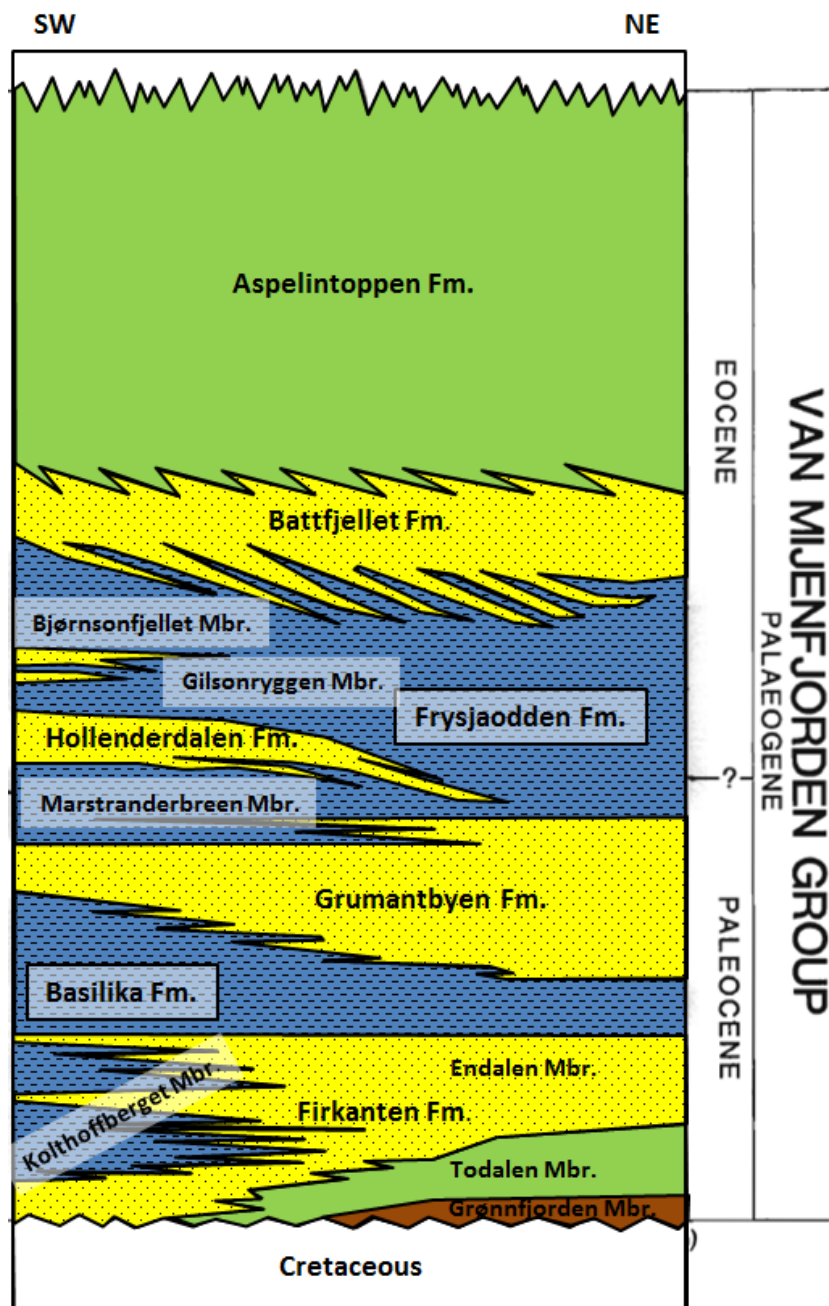 SW
NE
Aspelintoppen Fm.
Battfjellet Fm.
Bjørnsonfjellet Mbr.
Gilsonryggen Mbr.
Frysjaodden Fm.
Hollenderdalen Fm.
Marstranderbreen Mbr.
Grumantbyen Fm.
Basilika Fm.
Endalen Mbr.
Kolthoffberget Mbr.
Firkanten Fm.
Todalen Mbr.
Grønnfjorden Mbr.
Cretaceous
EOCENE
?
PALEOCENE
PALAEOGENE
VAN MIJENFJORDEN GROUP
)